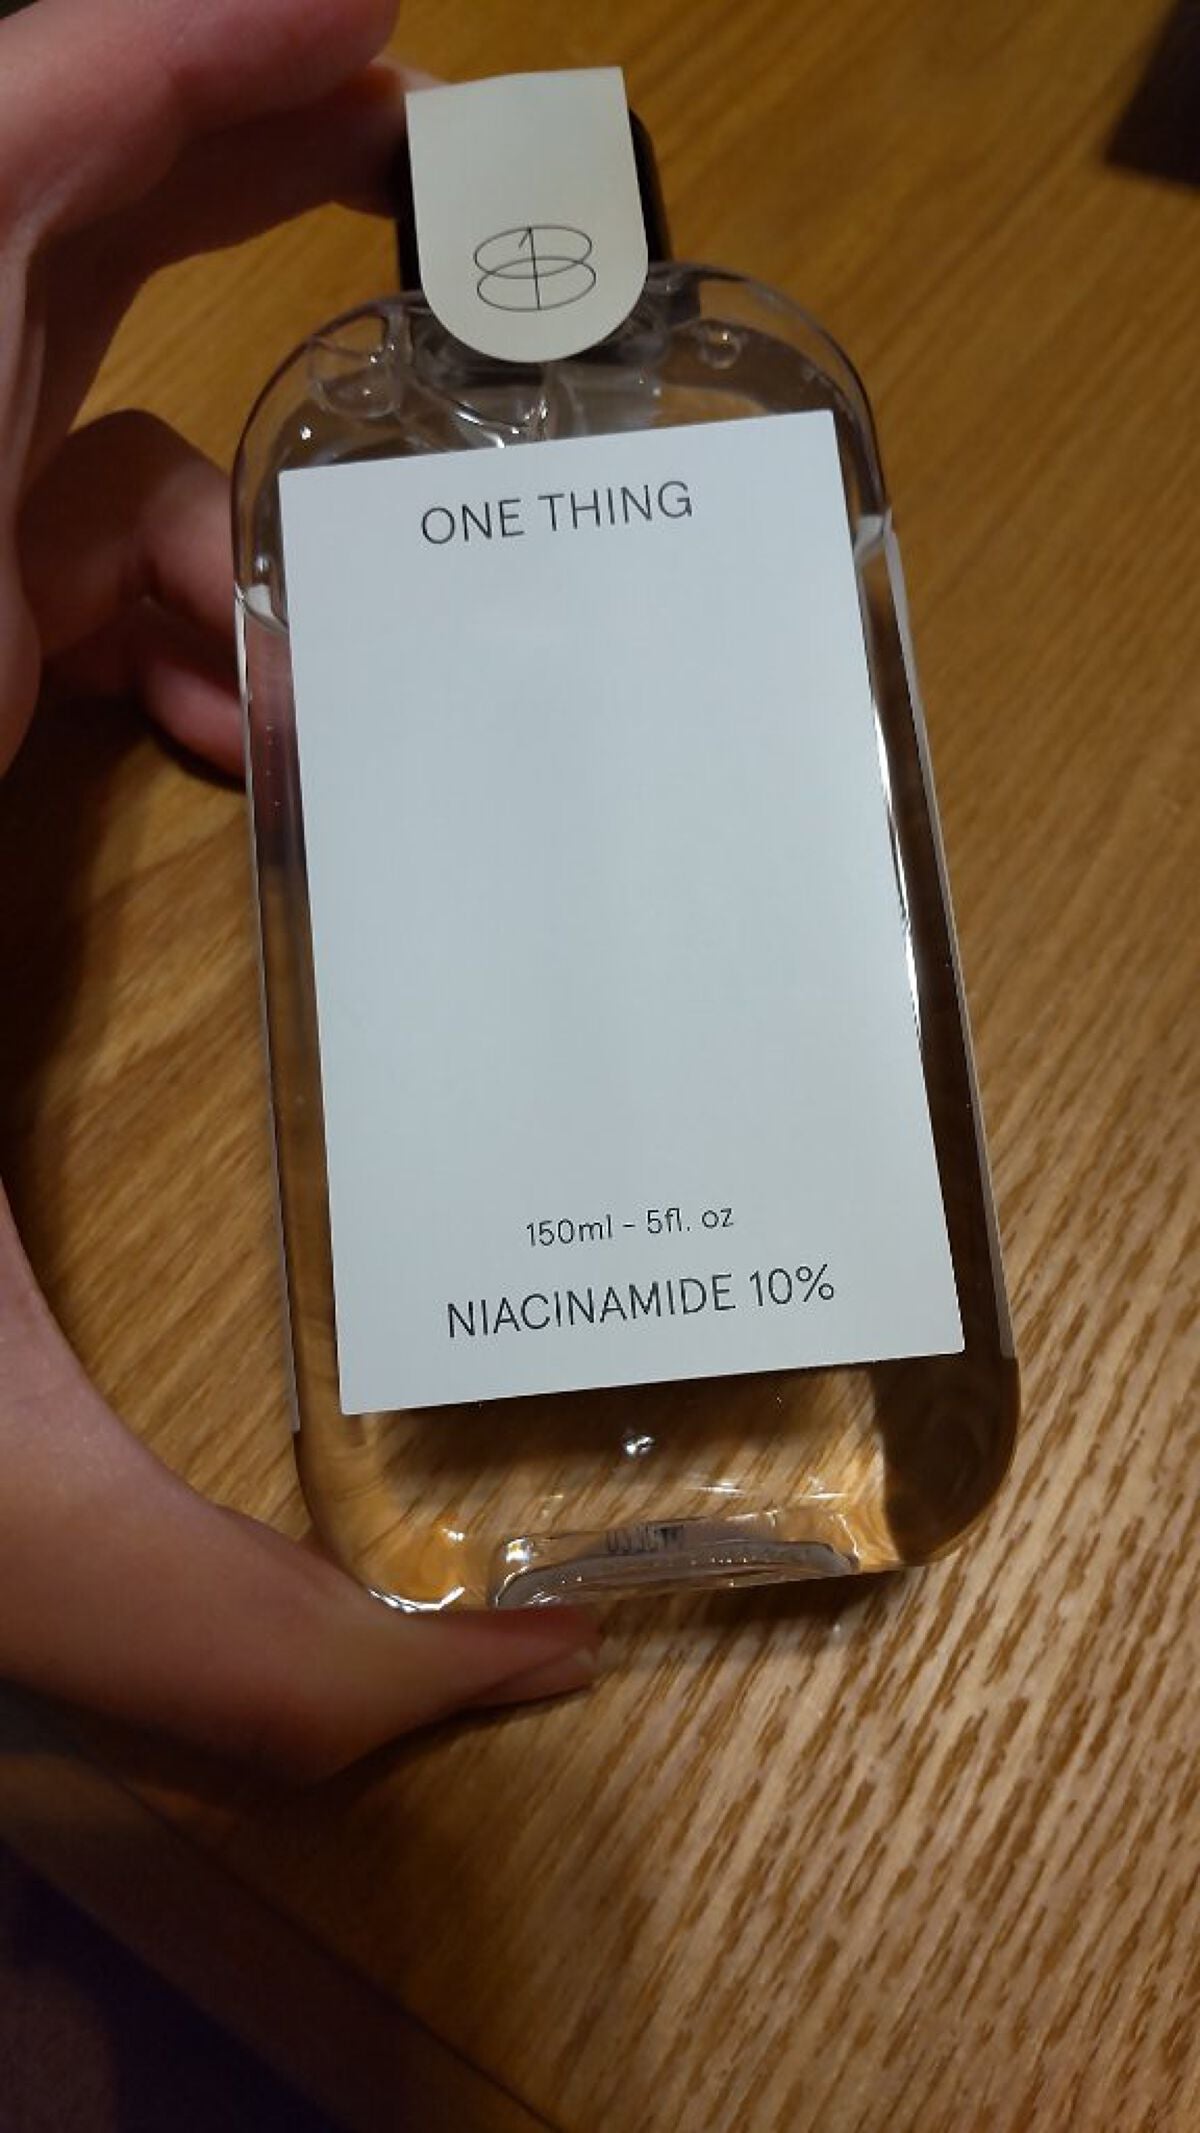 ONE THING
150ml - 5fl. oz
NIACINAMIDE 10%